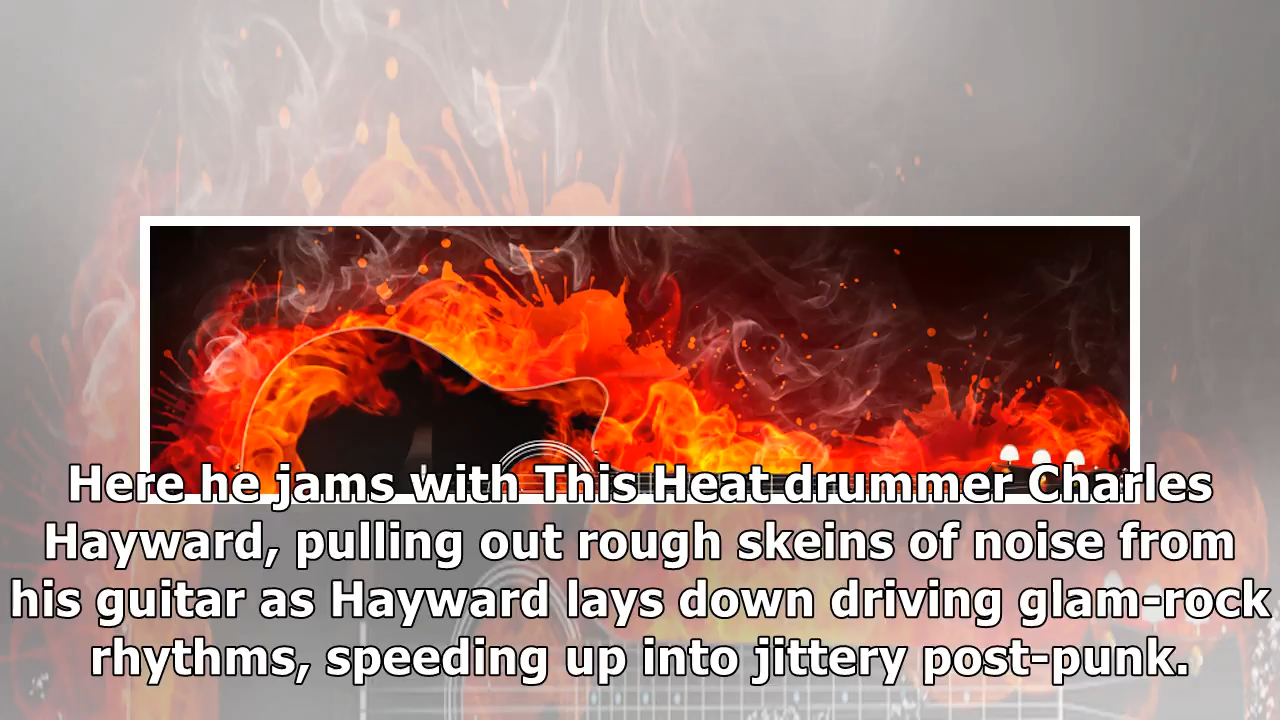 Here he jams with This Heat drummer Charles
Hayward, pulling out rough skeins of noise from
his guitar as Hayward lays down driving glam-rock
rhythms, speeding up into jittery post-punk.